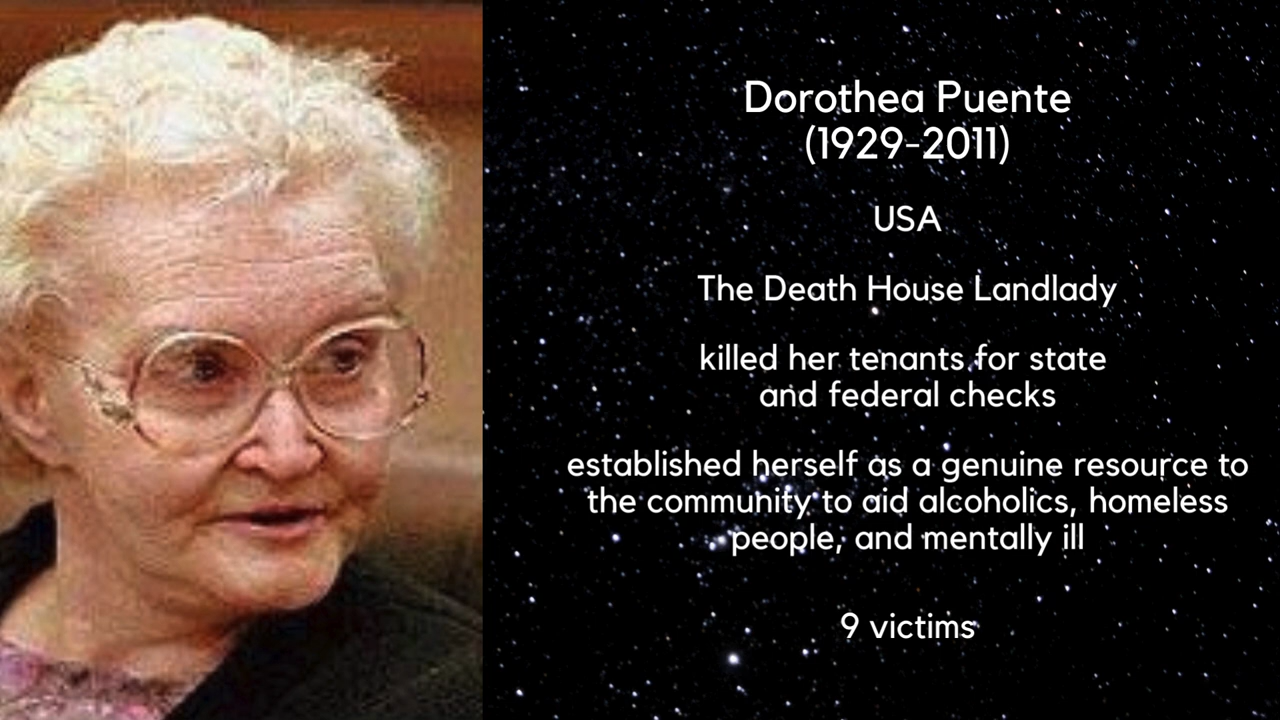 Dorothea Puente
(1929-2011)
USA
The Death House Landlady
killed her tenants for state
and federal checks
established herself as a genuine resource to
the community to aid alcoholics, homeless
people, and mentally ill
9 victims